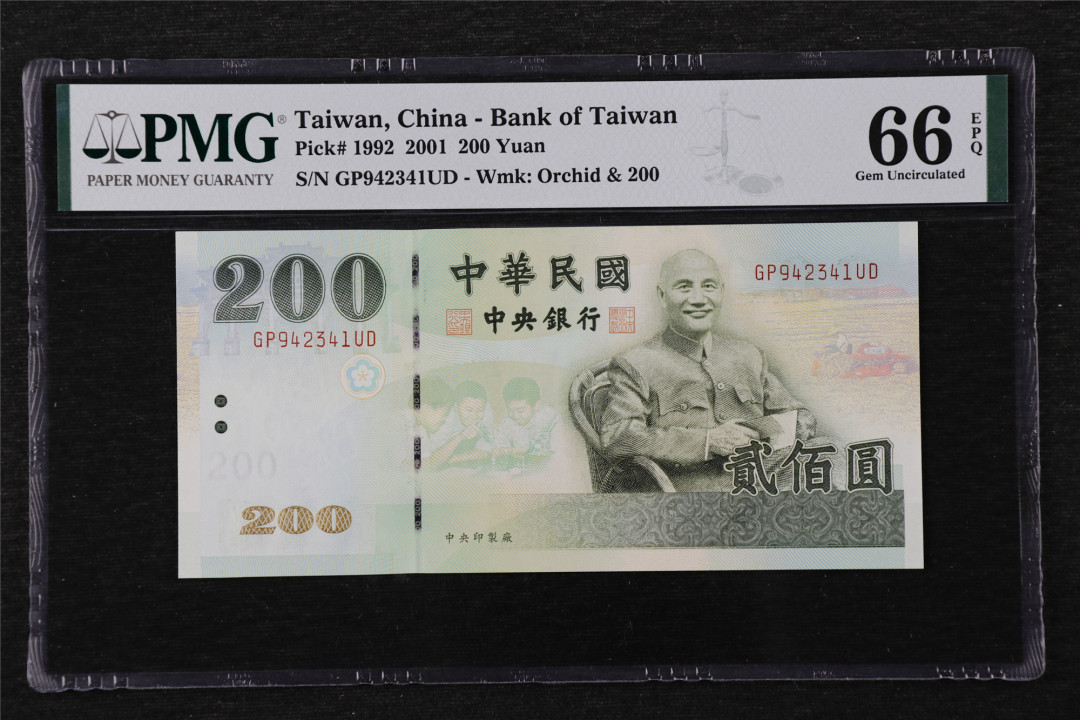 PMG®
PAPER MONEY GUARANTY
Taiwan, China - Bank of Taiwan
Pick# 1992 2001 200 Yuan
S/N GP942341UD - Wmk: Orchid & 200
66
EPQ
Gem Uncirculated
200
GP942341UD
中華民國
中央銀行
GP942341UD
200
200
貳佰圓
中央印製廠